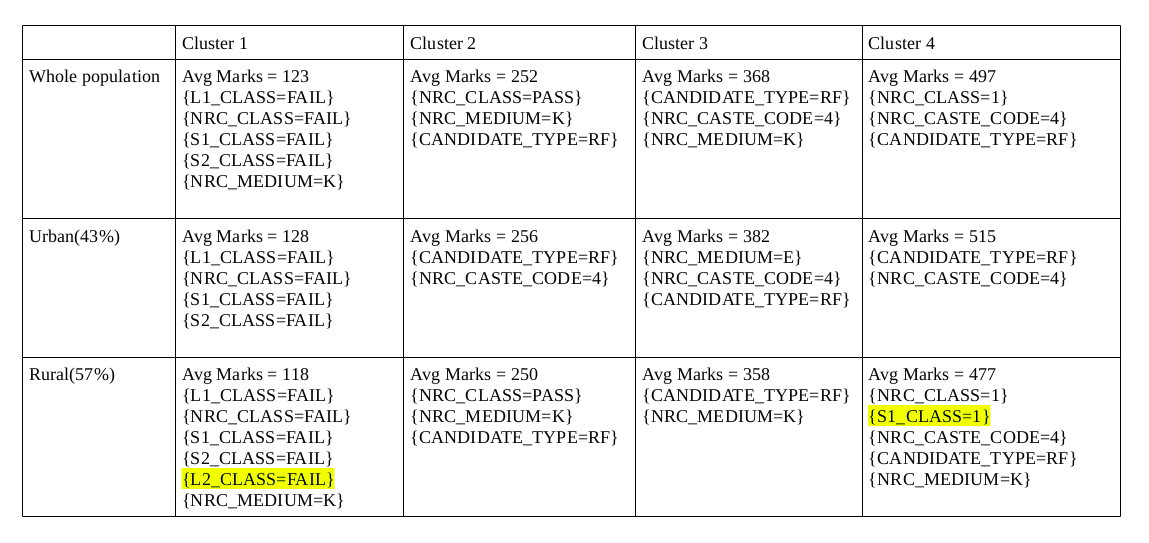 Cluster 1
Cluster 2
Cluster 3
Cluster 4
Whole population
Avg Marks = 123
{L1_CLASS=FAIL}
{NRC_CLASS=FAIL}
{S1_CLASS=FAIL}
{S2_CLASS=FAIL}
{NRC_MEDIUM=K}
Avg Marks = 252
{NRC_CLASS=PASS}
{NRC_MEDIUM=K}
{CANDIDATE_TYPE=RF}
Avg Marks = 368
{CANDIDATE_TYPE=RF}
{NRC_CASTE_CODE=4}
{NRC_MEDIUM=K}
Avg Marks = 497
{NRC_CLASS=1}
{NRC_CASTE_CODE=4}
{CANDIDATE_TYPE=RF}
Urban(43%)
Avg Marks = 128
{L1_CLASS=FAIL}
{NRC_CLASS=FAIL}
{S1_CLASS=FAIL}
{S2_CLASS=FAIL}
Avg Marks = 256
{CANDIDATE_TYPE=RF}
{NRC_CASTE_CODE=4}
Avg Marks = 382
{NRC_MEDIUM=E}
{NRC_CASTE_CODE=4}
{CANDIDATE_TYPE=RF}
Avg Marks = 515
{CANDIDATE_TYPE=RF}
{NRC_CASTE_CODE=4}
Rural(57%)
Avg Marks = 118
{L1_CLASS=FAIL}
{NRC_CLASS=FAIL}
{S1_CLASS=FAIL}
{S2_CLASS=FAIL}
{L2_CLASS=FAIL}
{NRC_MEDIUM=K}
Avg Marks = 250
{NRC_CLASS=PASS}
{NRC_MEDIUM=K}
{CANDIDATE_TYPE=RF}
Avg Marks = 358
{CANDIDATE_TYPE=RF}
{NRC_MEDIUM=K}
Avg Marks = 477
{NRC_CLASS=1}
{S1_CLASS=1}
{NRC_CASTE_CODE=4}
{CANDIDATE_TYPE=RF}
{NRC_MEDIUM=K}